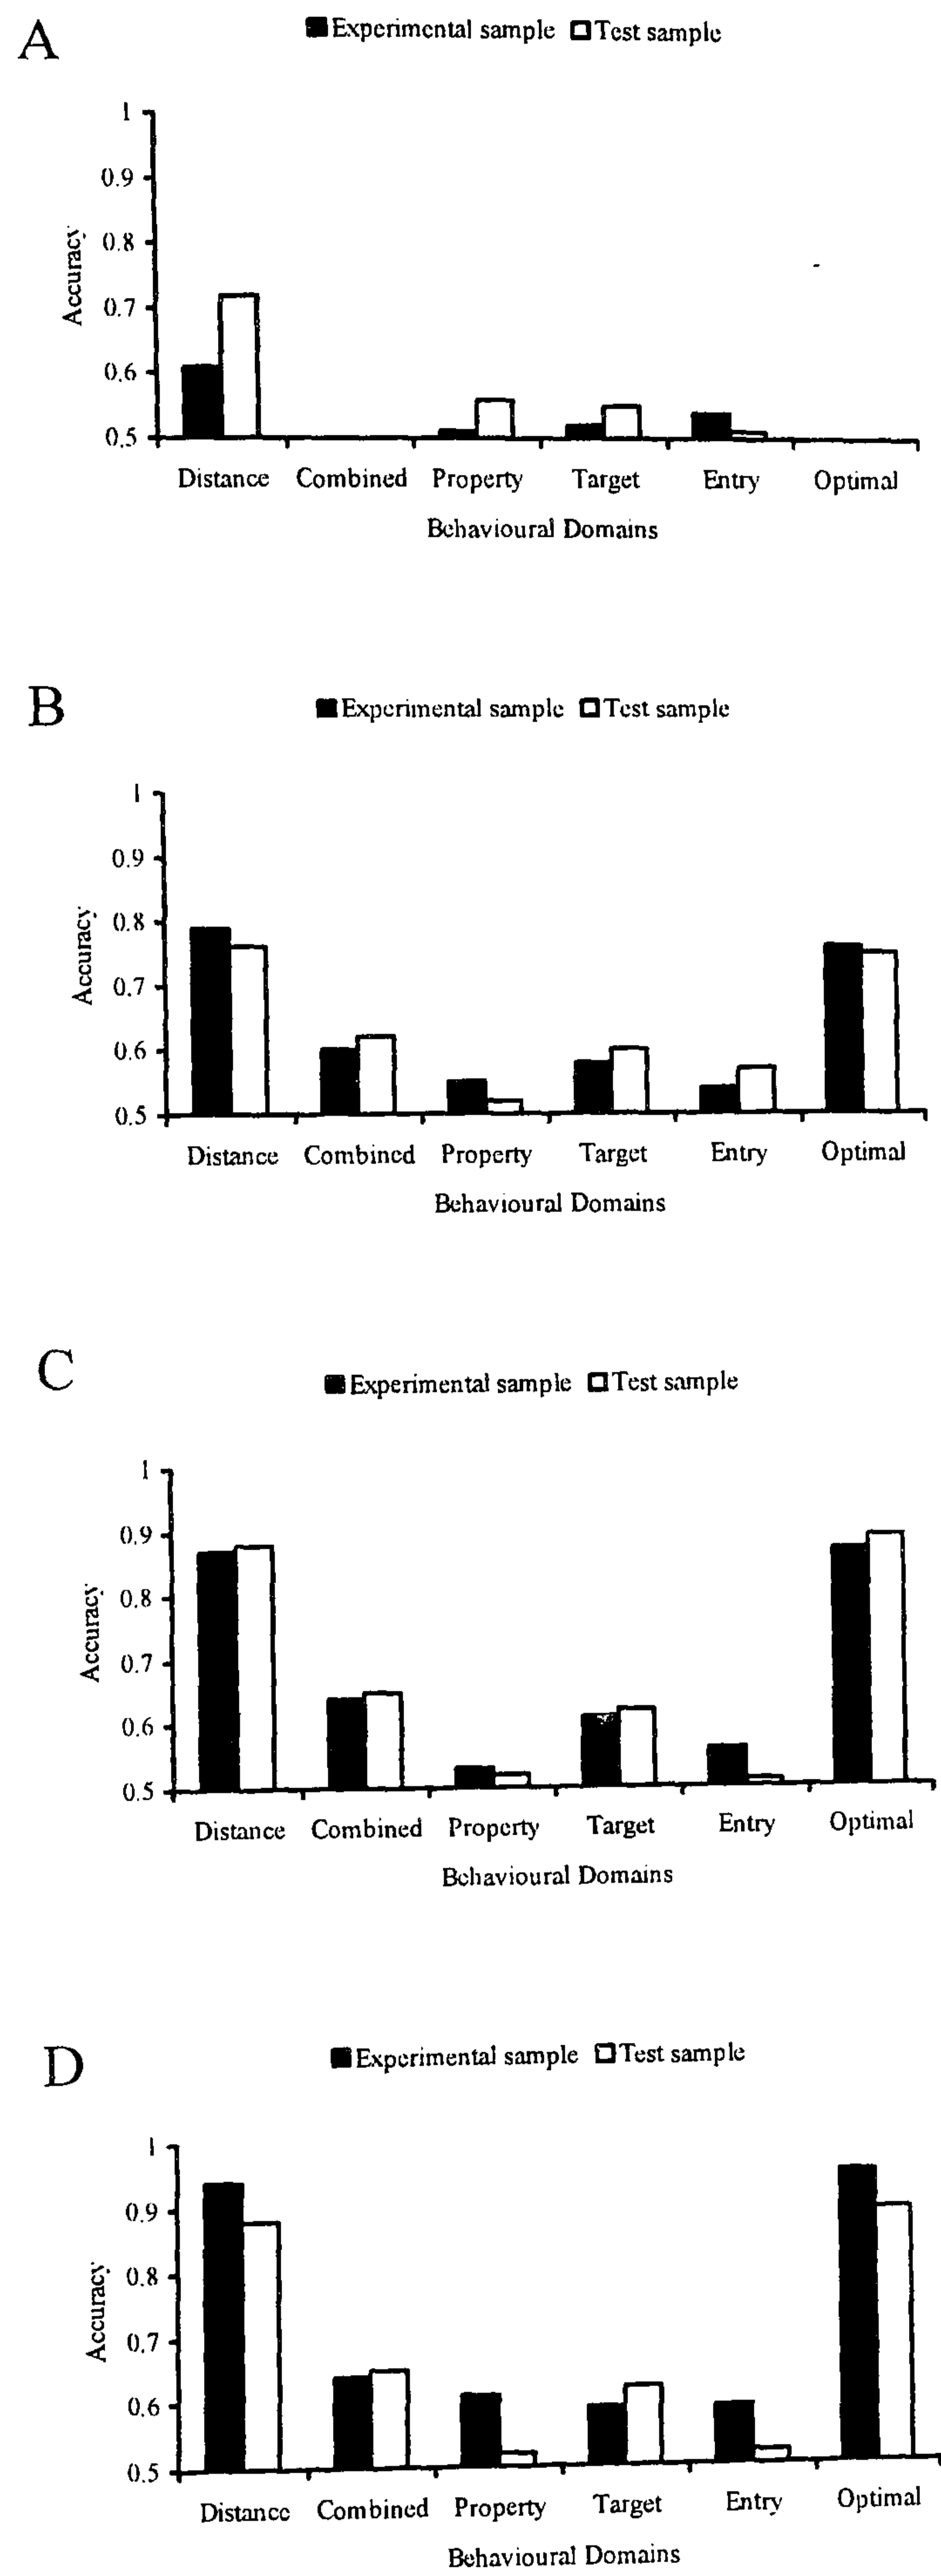 A
Experimental sample Test sample
1
0.9
0.8
0.7
0.6
0.5
Accuracy
Distance Combined Property Target Entry Optimal
Behavioural Domains
B
Experimental sample Test sample
1
0.9
0.8
0.7
0.6
0.5
Accuracy
Distance Combined Property Target Entry Optimal
Behavioural Domains
C
Experimental sample Test sample
1
0.9
0.8
0.7
0.6
0.5
Accuracy
Distance Combined Property Target Entry Optimal
Behavioural Domains
D
Experimental sample Test sample
1
0.9
0.8
0.7
0.6
0.5
Accuracy
Distance Combined Property Target Entry Optimal
Behavioural Domains